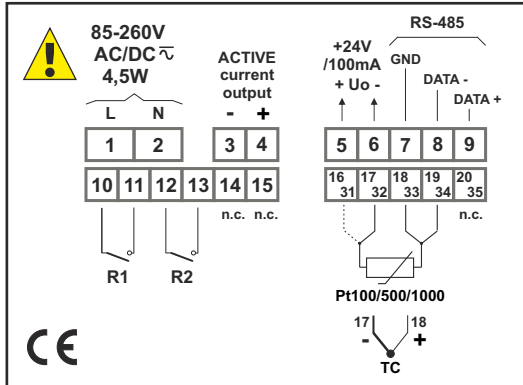 85-260V
AC/DC
4,5W
L N
ACTIVE
current
output
- +
+24V
/100mA
+ Uo -
RS-485
GND
DATA -
DATA +
1 2 3 4 5 6 7 8 9
10 11 12 13 14 15
16 31 17 32 18 33 19 34 20 35
n.c. n.c. n.c.
R1 R2
Pt100/500/1000
17 18
- +
TC
CE